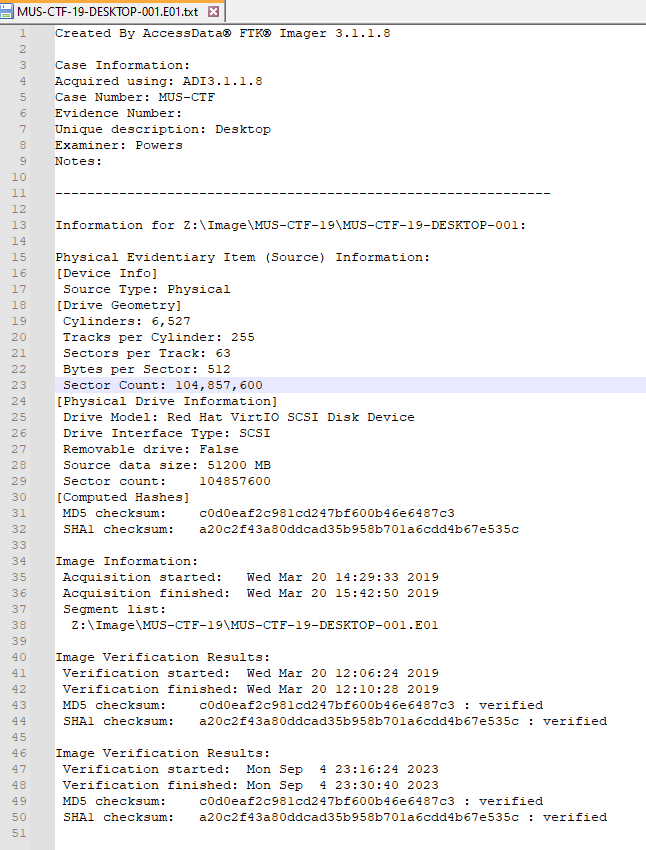 MUS-CTF-19-DESKTOP-001.E01.txt
1 Created By AccessData® FTK® Imager 3.1.1.8
2
3 Case Information:
4 Acquired using: ADI3.1.1.8
5 Case Number: MUS-CTF
6 Evidence Number:
7 Unique description: Desktop
8 Examiner: Powers
9 Notes:
10
11 --------------------------------------------------------------
12
13 Information for Z:\Image\MUS-CTF-19\MUS-CTF-19-DESKTOP-001:
14
15 Physical Evidentiary Item (Source) Information:
16 [Device Info]
17 Source Type: Physical
18 [Drive Geometry]
19 Cylinders: 6,527
20 Tracks per Cylinder: 255
21 Sectors per Track: 63
22 Bytes per Sector: 512
23 Sector Count: 104,857,600
24 [Physical Drive Information]
25 Drive Model: Red Hat VirtIO SCSI Disk Device
26 Drive Interface Type: SCSI
27 Removable drive: False
28 Source data size: 51200 MB
29 Sector count:    104857600
30 [Computed Hashes]
31 MD5 checksum:    c0d0eaf2c981cd247bf600b46e6487c3
32 SHA1 checksum:   a20c2f43a80ddcad35b958b701a6cdd4b67e535c
33
34 Image Information:
35 Acquisition started:   Wed Mar 20 14:29:33 2019
36 Acquisition finished:  Wed Mar 20 15:42:50 2019
37 Segment list:
38 Z:\Image\MUS-CTF-19\MUS-CTF-19-DESKTOP-001.E01
39
40 Image Verification Results:
41 Verification started:  Wed Mar 20 12:06:24 2019
42 Verification finished: Wed Mar 20 12:10:28 2019
43 MD5 checksum:    c0d0eaf2c981cd247bf600b46e6487c3 : verified
44 SHA1 checksum:   a20c2f43a80ddcad35b958b701a6cdd4b67e535c : verified
45
46 Image Verification Results:
47 Verification started:  Mon Sep  4 23:16:24 2023
48 Verification finished: Mon Sep  4 23:30:40 2023
49 MD5 checksum:    c0d0eaf2c981cd247bf600b46e6487c3 : verified
50 SHA1 checksum:   a20c2f43a80ddcad35b958b701a6cdd4b67e535c : verified
51